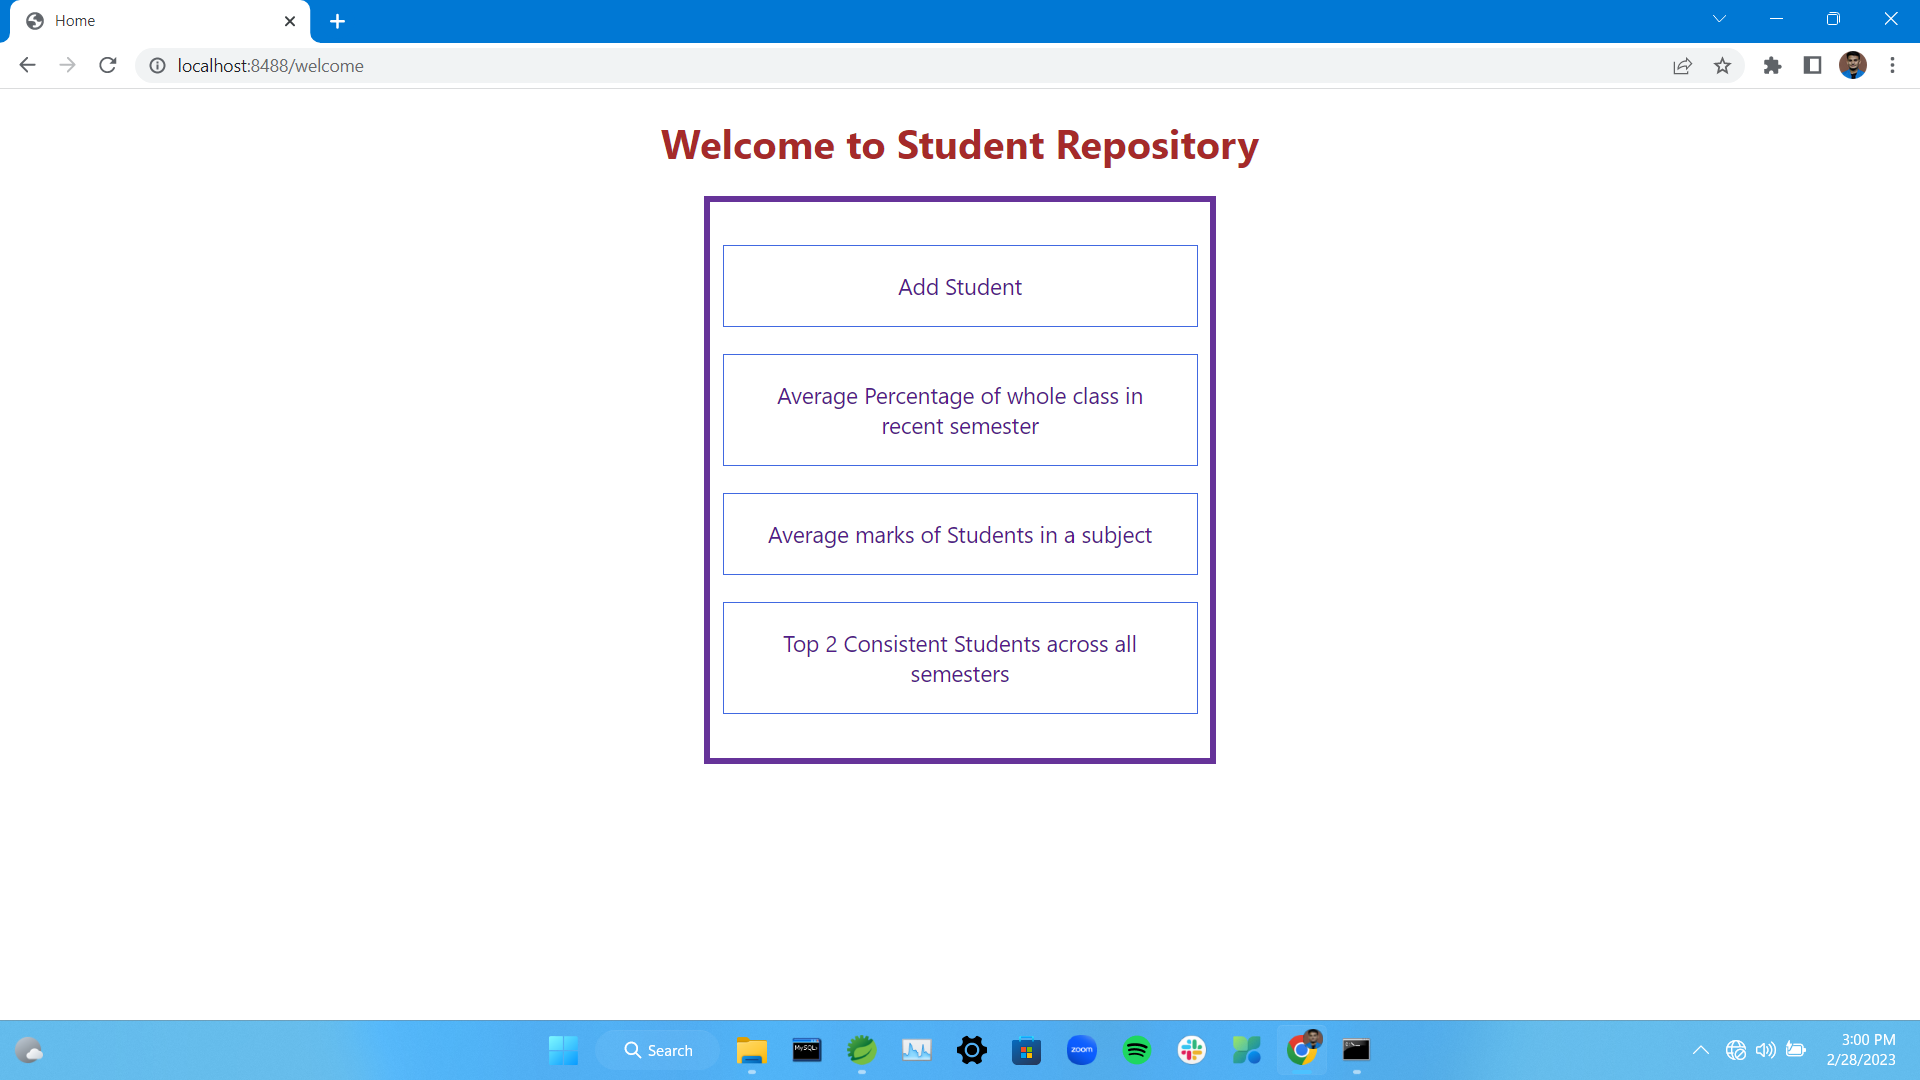 Home
localhost:8488/welcome
Welcome to Student Repository
Add Student
Average Percentage of whole class in
recent semester
Average marks of Students in a subject
Top 2 Consistent Students across all
semesters
Search
MySQL>
zoom
3:00 PM
2/28/2023